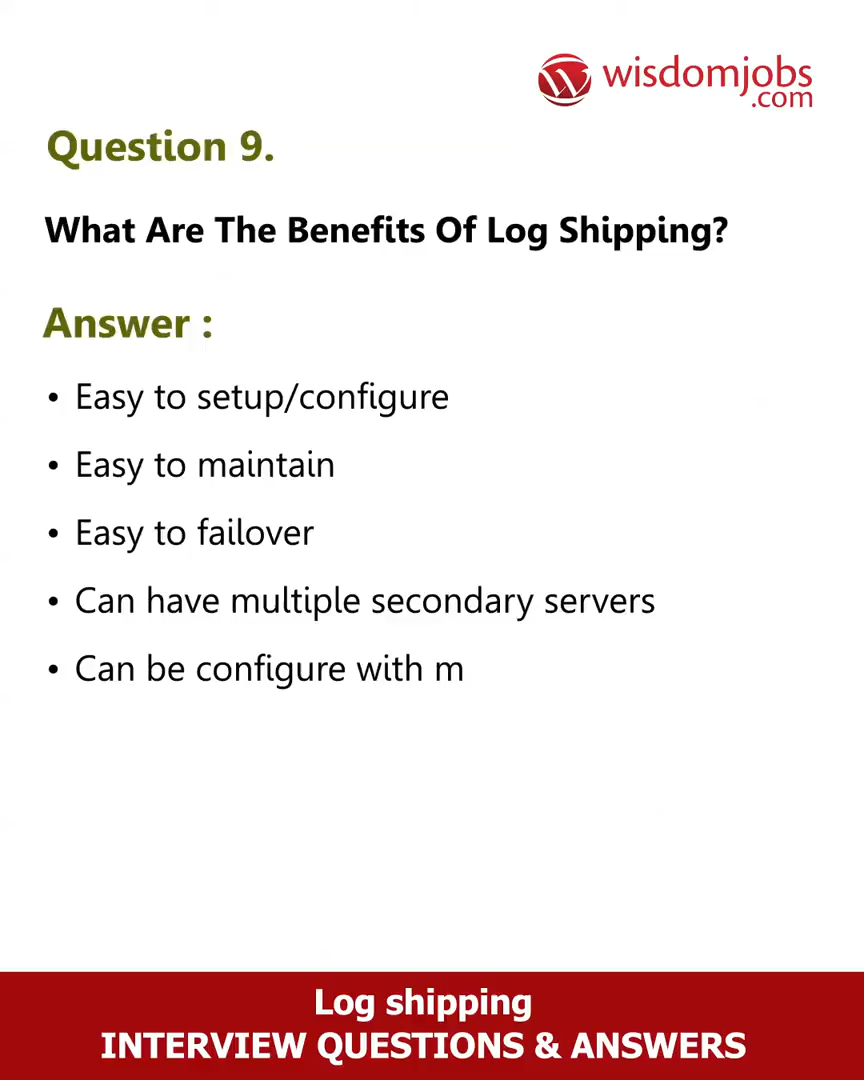 wisdomjobs
.com
Question 9.
What Are The Benefits Of Log Shipping?
Answer :
• Easy to setup/configure
• Easy to maintain
• Easy to failover
• Can have multiple secondary servers
• Can be configure with m
Log shipping
INTERVIEW QUESTIONS & ANSWERS